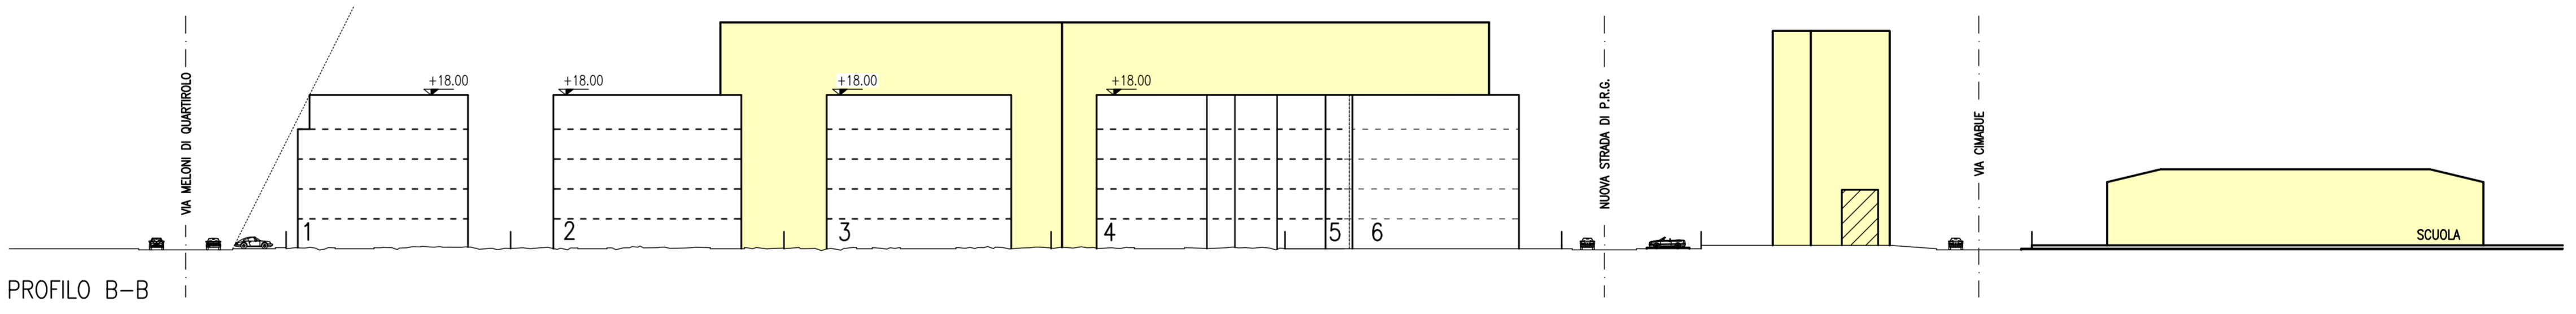 +18.00
+18.00
+18.00
+18.00
VIA MELONI DI QUARTIROLO
NUOVA STRADA DI P.R.G.
VIA CIMABUE
1
2
3
4
5
6
SCUOLA
PROFILO B-B